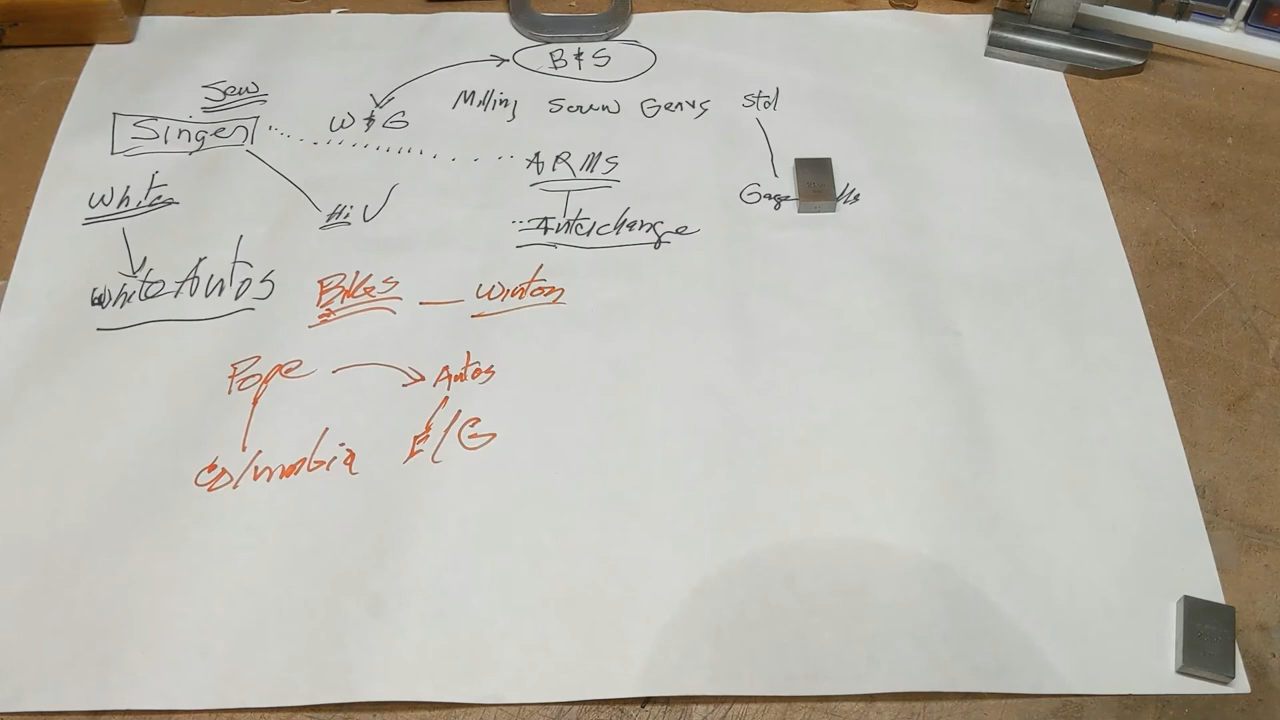 B&S
Sew
Milling Screw Gears
Std
Singer
W&G
ARMS
White
Hi V
Gage
Interchange
White Autos
Bikes — Winton
Pope
Autos
Columbia
E/G